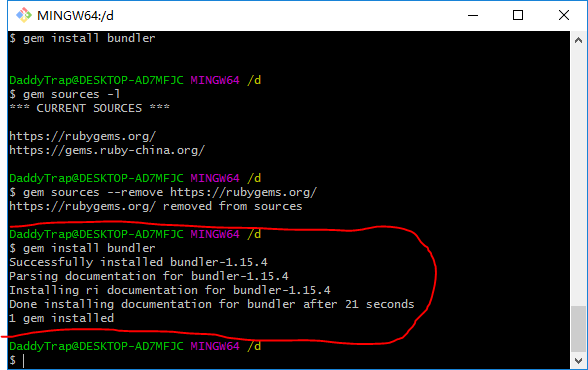 MINGW64:/d
$ gem install bundler
DaddyTrap@DESKTOP-AD7MFJC MINGW64 /d
$ gem sources -l
*** CURRENT SOURCES ***
https://rubygems.org/
https://gems.ruby-china.org/
DaddyTrap@DESKTOP-AD7MFJC MINGW64 /d
$ gem sources --remove https://rubygems.org/
https://rubygems.org/ removed from sources
DaddyTrap@DESKTOP-AD7MFJC MINGW64 /d
$ gem install bundler
Successfully installed bundler-1.15.4
Parsing documentation for bundler-1.15.4
Installing ri documentation for bundler-1.15.4
Done installing documentation for bundler after 21 seconds
1 gem installed
DaddyTrap@DESKTOP-AD7MFJC MINGW64 /d
$